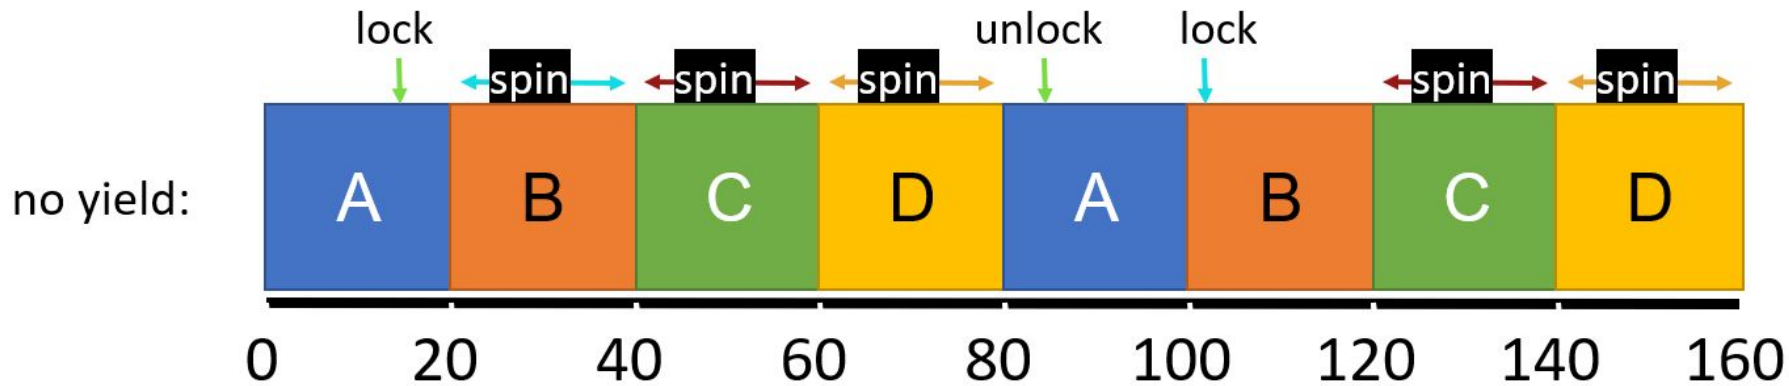 lock unlock lock
spin spin spin spin spin
no yield: A B C D A B C D
0 20 40 60 80 100 120 140 160